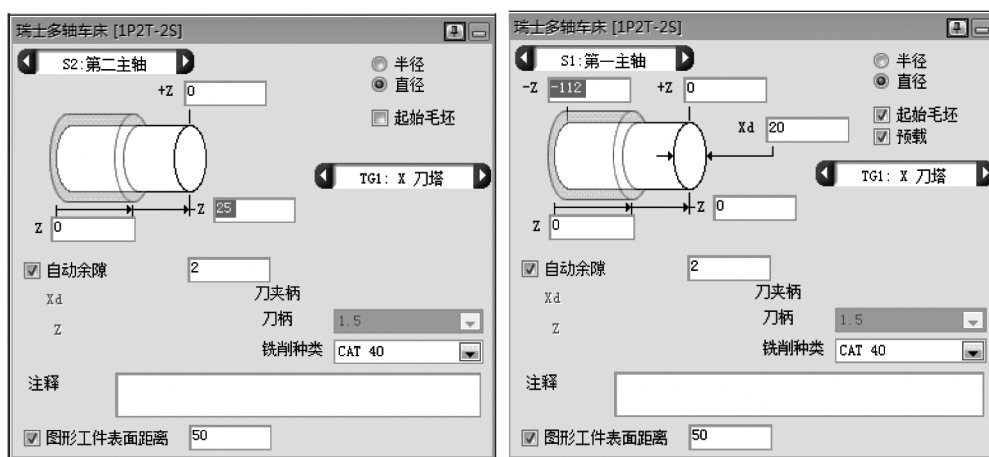 瑞士多轴车床 [1P2T-2S]
S2:第二主轴
半径
直径
+Z 0
起始毛坯
TG1: X 刀塔
Z 25
Z 0
自动余隙 2
Xd
刀夹柄
Z
刀柄 1.5
铣削种类 CAT 40
注释
图形工件表面距离 50
瑞士多轴车床 [1P2T-2S]
S1:第一主轴
半径
直径
-Z -112
+Z 0
起始毛坯
预载
Xd 20
TG1: X 刀塔
Z 0
Z 0
自动余隙 2
Xd
刀夹柄
Z
刀柄 1.5
铣削种类 CAT 40
注释
图形工件表面距离 50